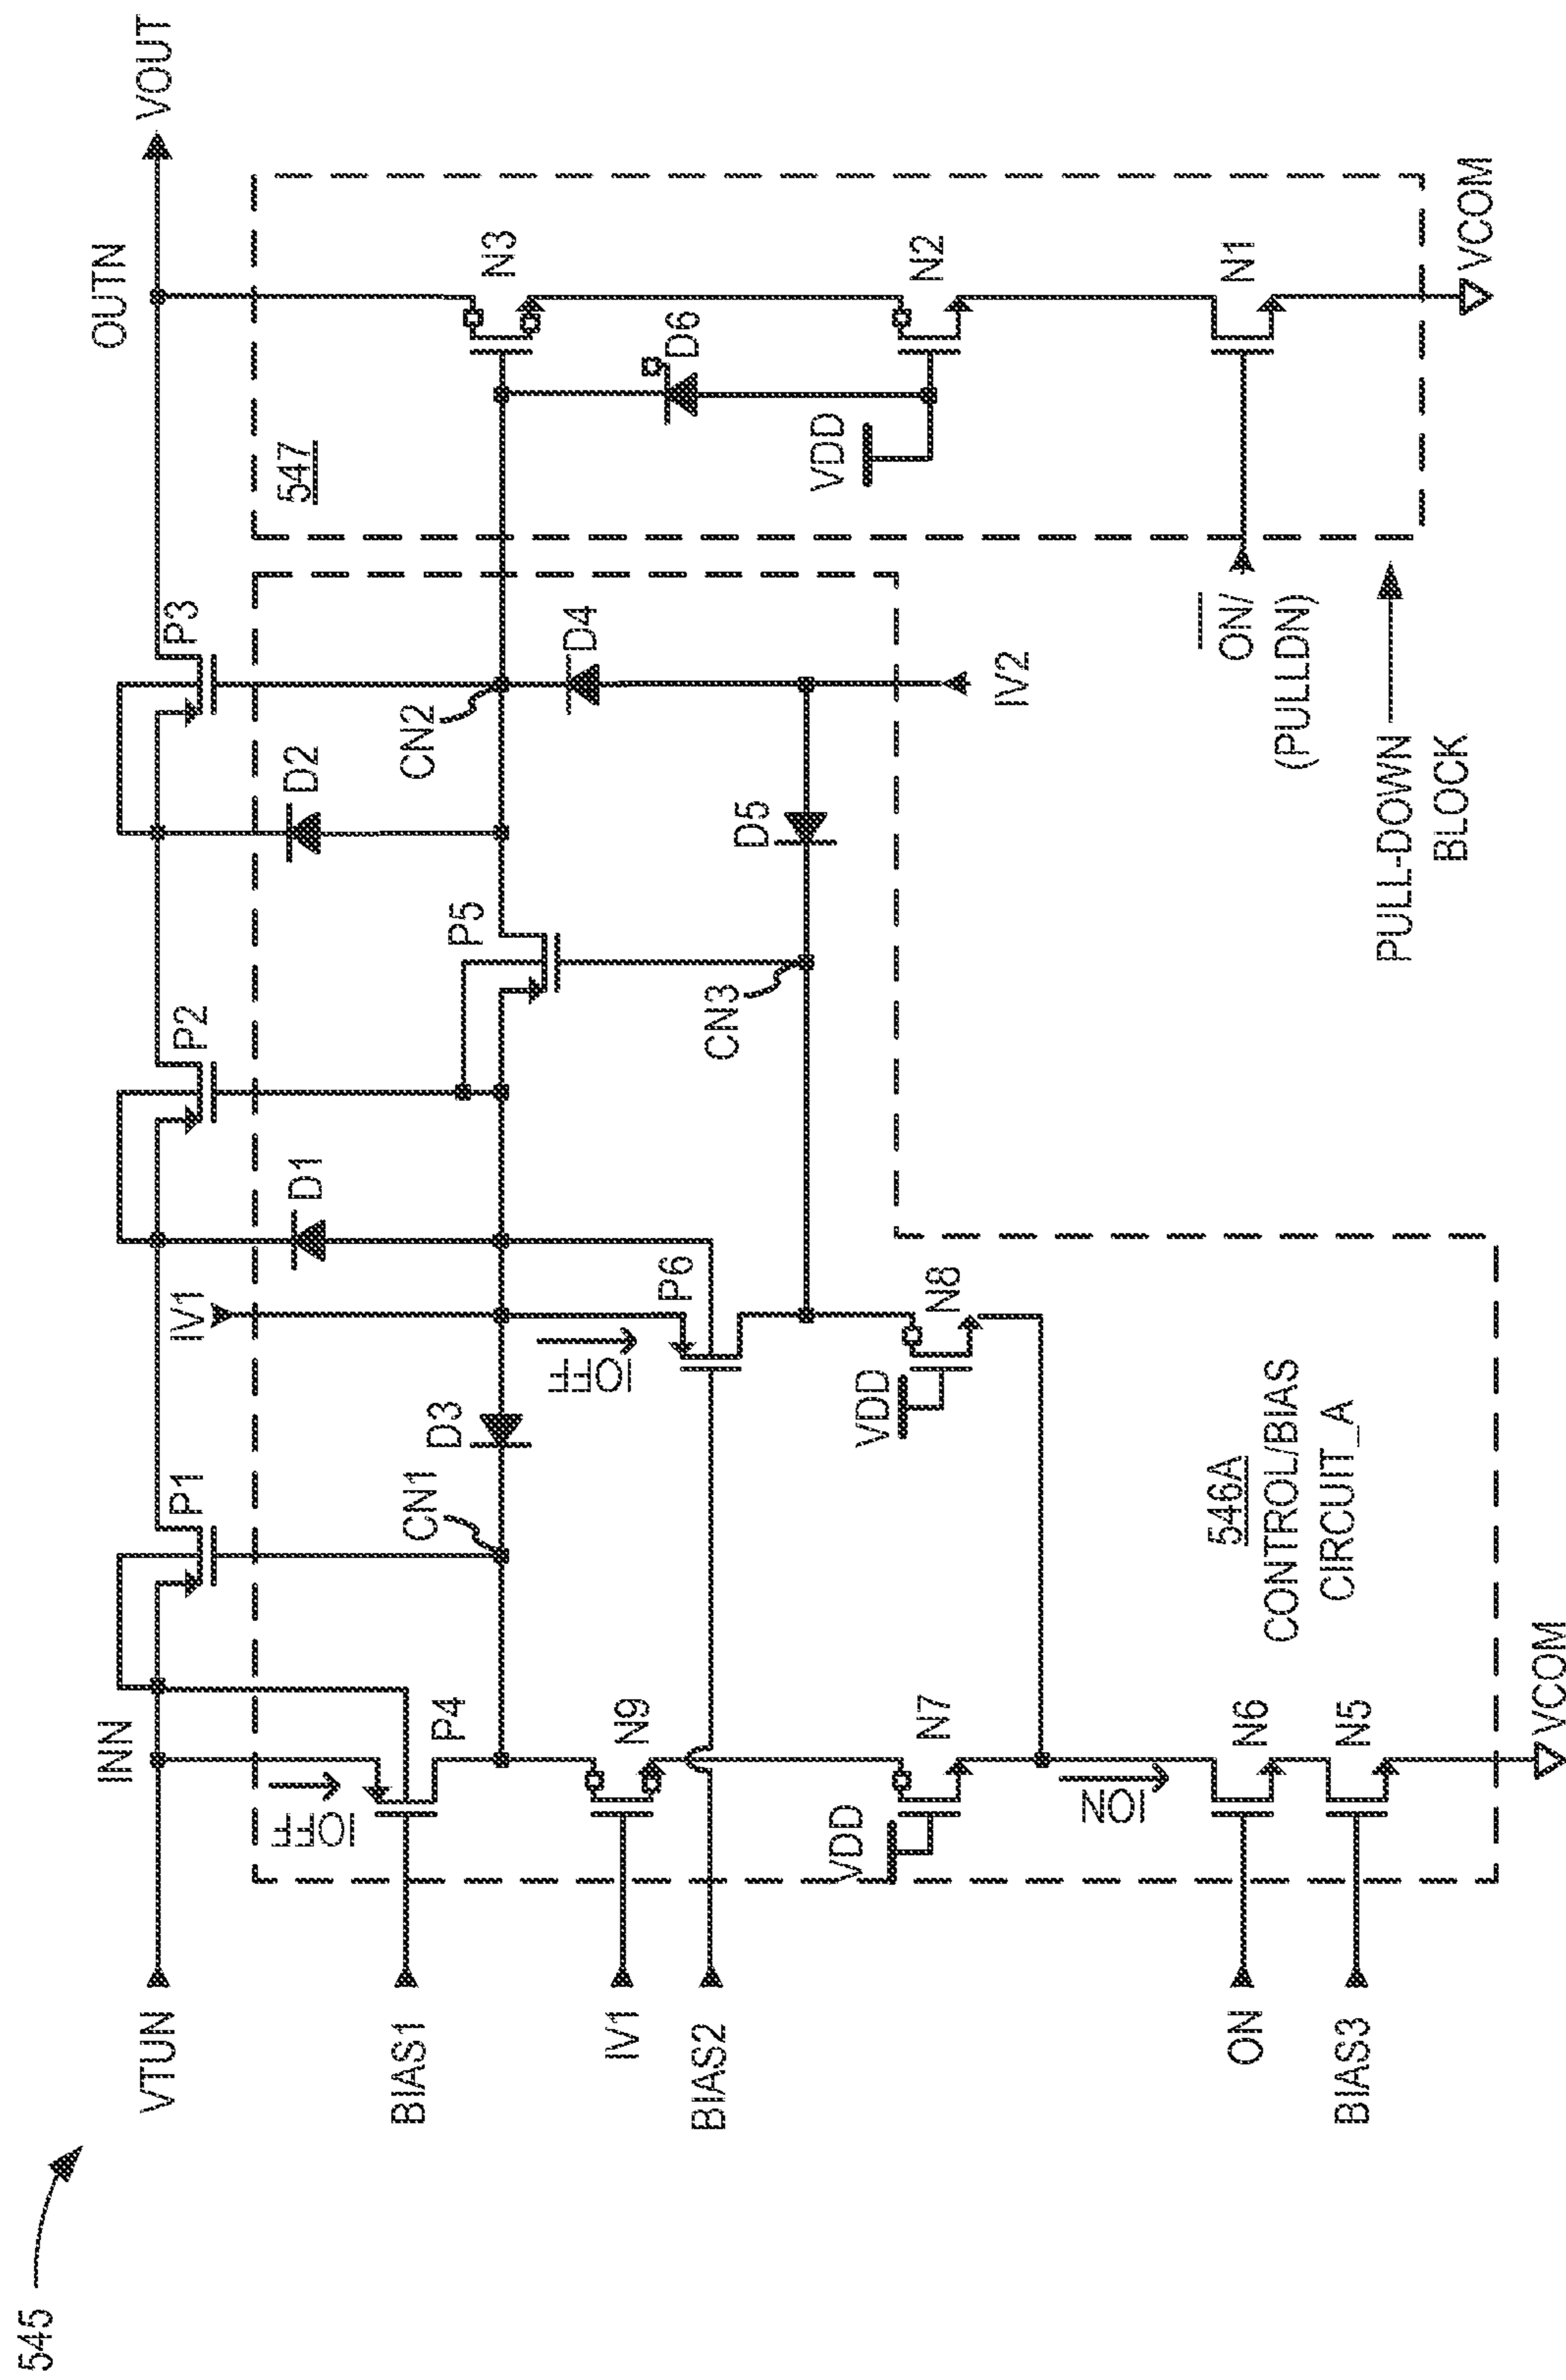 545
VTUN
INN
P1
IV1
P2
P3
OUTN
VOUT
IOFF
P4
BIAS1
CN1
D3
D1
D2
P5
CN2
547
N3
IV1
N9
BIAS2
IOFF
P6
D4
D6
CN3
D5
VDD
N7
VDD
N8
VDD
N2
IV2
ION
546A
CONTROL/BIAS
CIRCUIT_A
ON
N6
BIAS3
N5
VCOM
ON/
(PULLDN)
N1
PULL-DOWN
BLOCK
VCOM